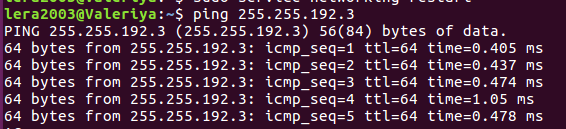 lera2003@Valeriya:~$ sudo service networking restart
lera2003@Valeriya:~$ ping 255.255.192.3
PING 255.255.192.3 (255.255.192.3) 56(84) bytes of data.
64 bytes from 255.255.192.3: icmp_seq=1 ttl=64 time=0.405 ms
64 bytes from 255.255.192.3: icmp_seq=2 ttl=64 time=0.437 ms
64 bytes from 255.255.192.3: icmp_seq=3 ttl=64 time=0.474 ms
64 bytes from 255.255.192.3: icmp_seq=4 ttl=64 time=1.05 ms
64 bytes from 255.255.192.3: icmp_seq=5 ttl=64 time=0.478 ms